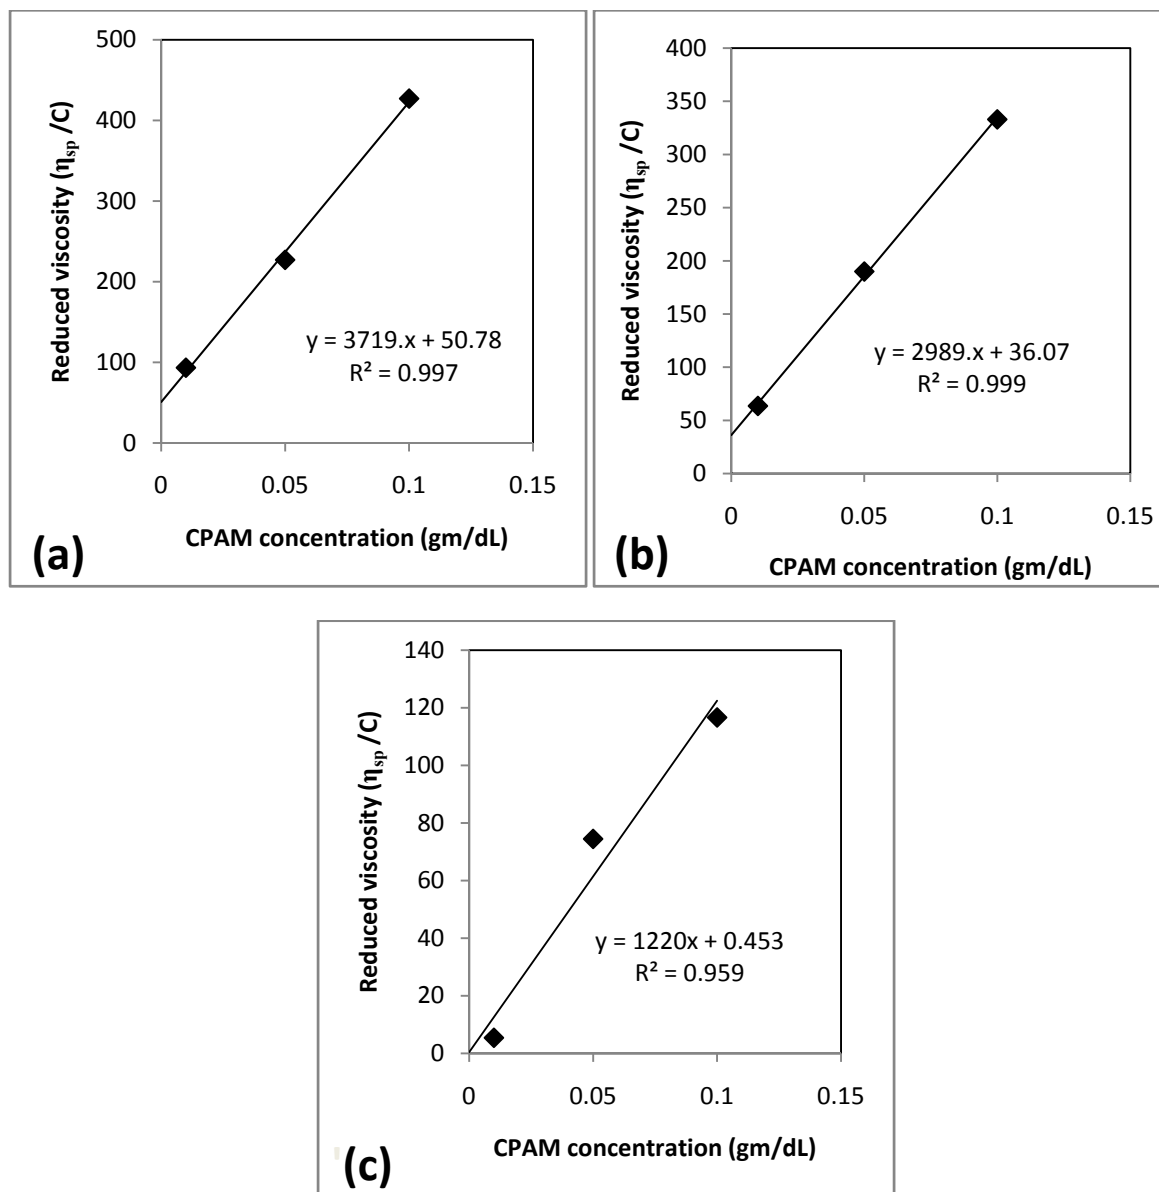 500
400
300
200
100
0
Reduced viscosity (ηsp /C)
y = 3719.x + 50.78
R² = 0.997
0 0.05 0.1 0.15
CPAM concentration (gm/dL)
(a)
400
350
300
250
200
150
100
50
0
Reduced viscosity (ηsp /C)
y = 2989.x + 36.07
R² = 0.999
0 0.05 0.1 0.15
CPAM concentration (gm/dL)
(b)
140
120
100
80
60
40
20
0
Reduced viscosity (ηsp /C)
y = 1220x + 0.453
R² = 0.959
0 0.05 0.1 0.15
CPAM concentration (gm/dL)
(c)